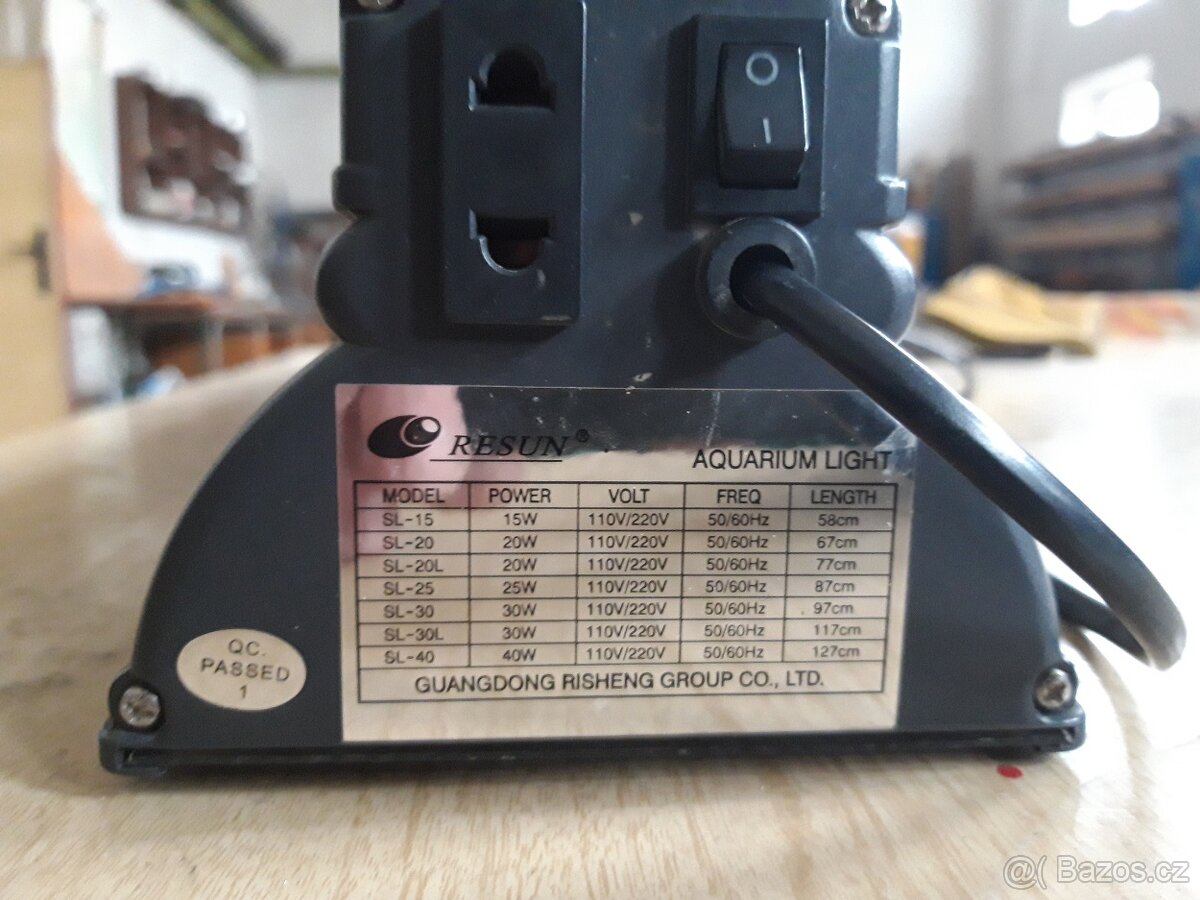 O
I
RESUN®
AQUARIUM LIGHT
MODEL POWER VOLT FREQ LENGTH
SL-15 15W 110V/220V 50/60Hz 58cm
SL-20 20W 110V/220V 50/60Hz 67cm
SL-20L 20W 110V/220V 50/60Hz 77cm
SL-25 25W 110V/220V 50/60Hz 87cm
SL-30 30W 110V/220V 50/60Hz 97cm
SL-30L 30W 110V/220V 50/60Hz 117cm
SL-40 40W 110V/220V 50/60Hz 127cm
GUANGDONG RISHENG GROUP CO., LTD.
QC.
PASSED
1
@( Bazos.cz